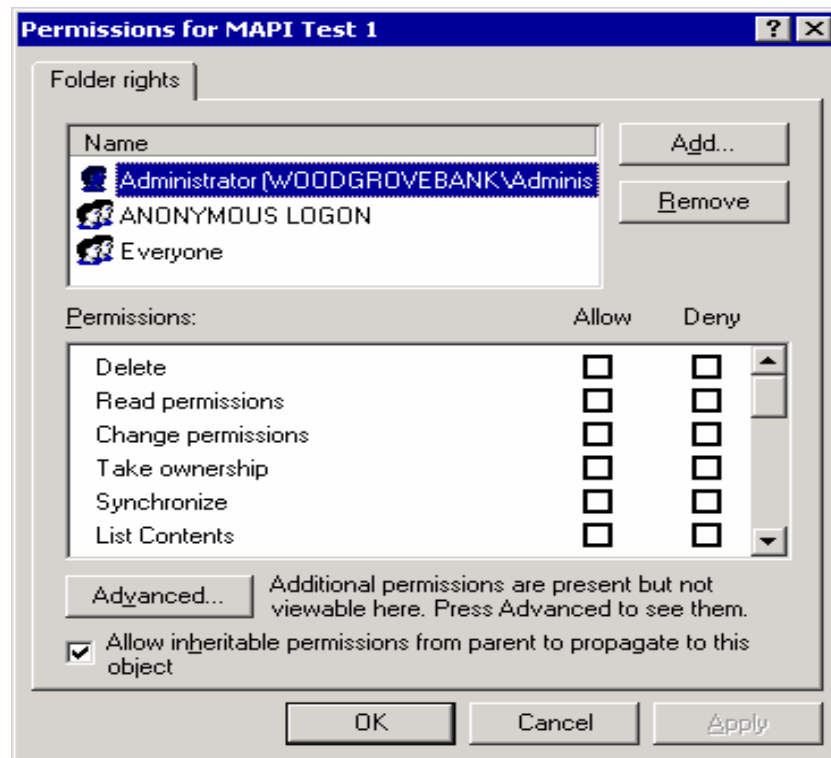 Permissions for MAPI Test 1
Folder rights
Name
Add...
Administrator (WOODGROVEBANK\Adminis
Remove
ANONYMOUS LOGON
Everyone
Permissions: Allow Deny
Delete
Read permissions
Change permissions
Take ownership
Synchronize
List Contents
Advanced...
Additional permissions are present but not
viewable here. Press Advanced to see them.
Allow inheritable permissions from parent to propagate to this
object
OK Cancel Apply